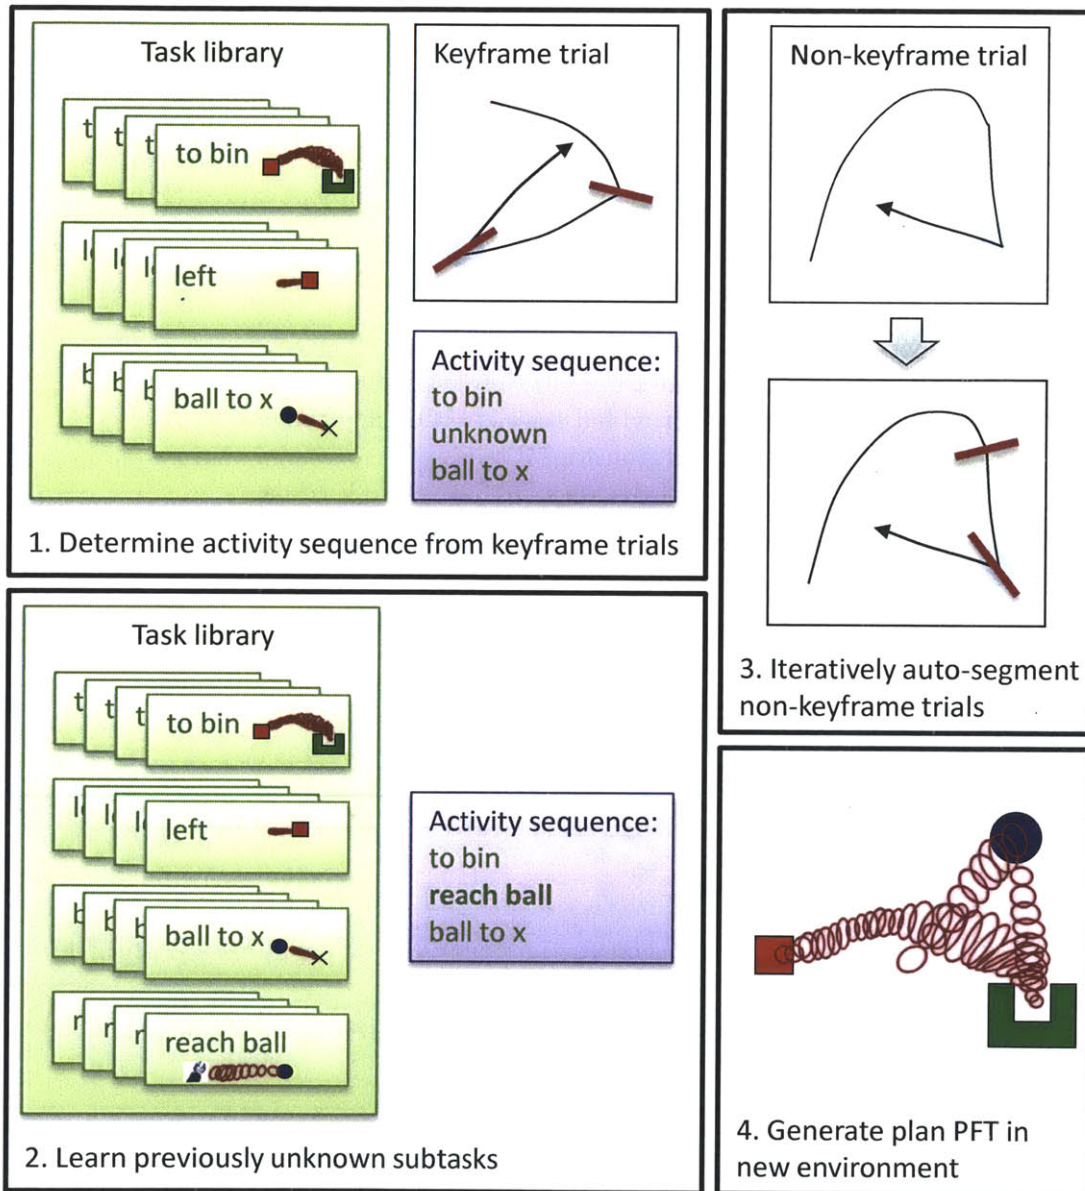 Task library
t
t
t
to bin
l
l
l
left
b
b
b
ball to x
Keyframe trial
Activity sequence:
to bin
unknown
ball to x
1. Determine activity sequence from keyframe trials
Task library
t
t
t
to bin
l
l
l
left
b
b
b
ball to x
r
r
r
reach ball
Activity sequence:
to bin
reach ball
ball to x
2. Learn previously unknown subtasks
Non-keyframe trial
3. Iteratively auto-segment
non-keyframe trials
4. Generate plan PFT in
new environment